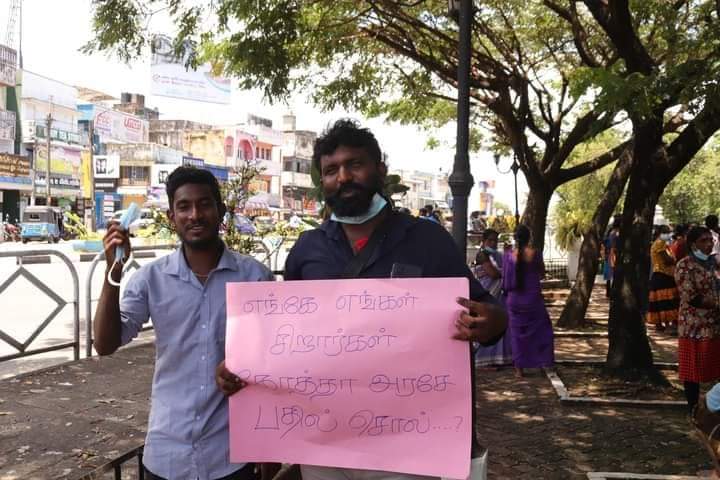 எங்கே எங்கள்
சிறார்கள்
கோத்தா அரசே
பதில் சொல்....?